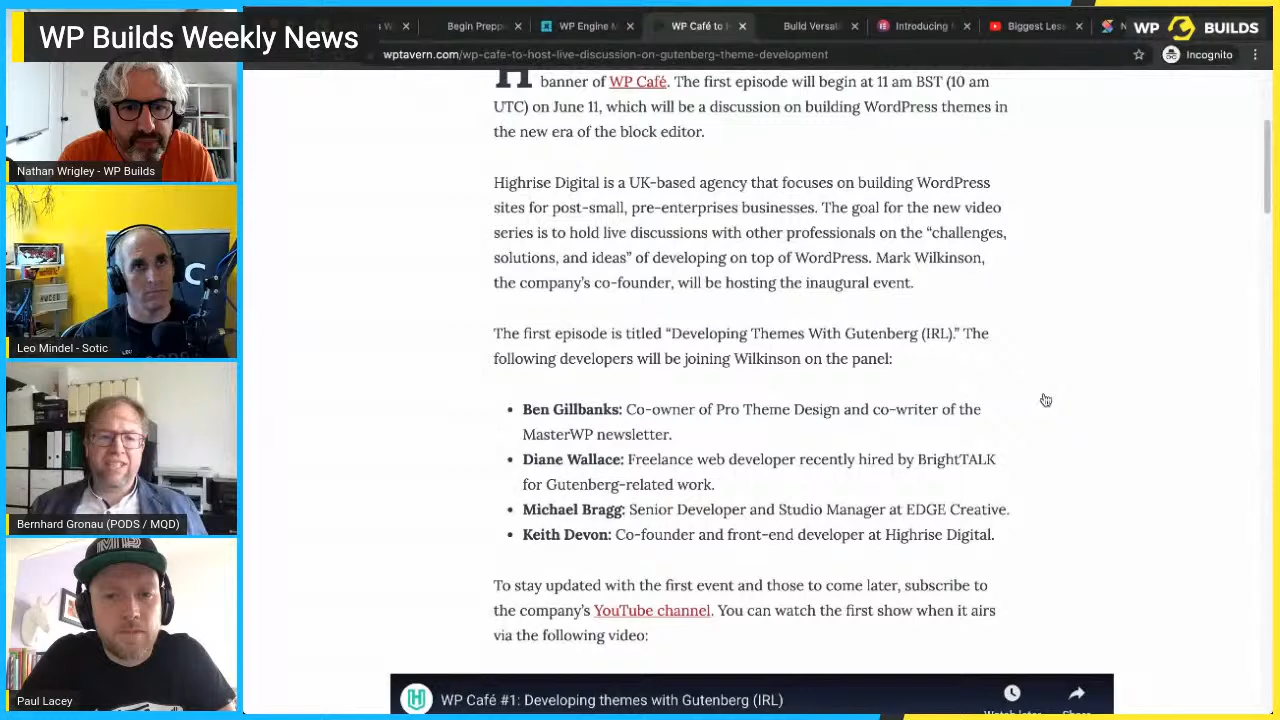 WP Builds Weekly News
Nathan Wrigley - WP Builds
Leo Mindel - Sotic
Bernhard Gronau (PODS / MQD)
Paul Lacey
Begin Prepp
WP Engine M
WP Café to H
Build Versat
Introducing
Biggest Less
WP BUILDS
wptavern.com/wp-cafe-to-host-live-discussion-on-gutenberg-theme-development
Incognito
banner of WP Café. The first episode will begin at 11 am BST (10 am
UTC) on June 11, which will be a discussion on building WordPress themes in
the new era of the block editor.
Highrise Digital is a UK-based agency that focuses on building WordPress
sites for post-small, pre-enterprises businesses. The goal for the new video
series is to hold live discussions with other professionals on the “challenges,
solutions, and ideas” of developing on top of WordPress. Mark Wilkinson,
the company’s co-founder, will be hosting the inaugural event.
The first episode is titled “Developing Themes With Gutenberg (IRL).” The
following developers will be joining Wilkinson on the panel:
• Ben Gillbanks: Co-owner of Pro Theme Design and co-writer of the
MasterWP newsletter.
• Diane Wallace: Freelance web developer recently hired by BrightTALK
for Gutenberg-related work.
• Michael Bragg: Senior Developer and Studio Manager at EDGE Creative.
• Keith Devon: Co-founder and front-end developer at Highrise Digital.
To stay updated with the first event and those to come later, subscribe to
the company’s YouTube channel. You can watch the first show when it airs
via the following video:
WP Café #1: Developing themes with Gutenberg (IRL)